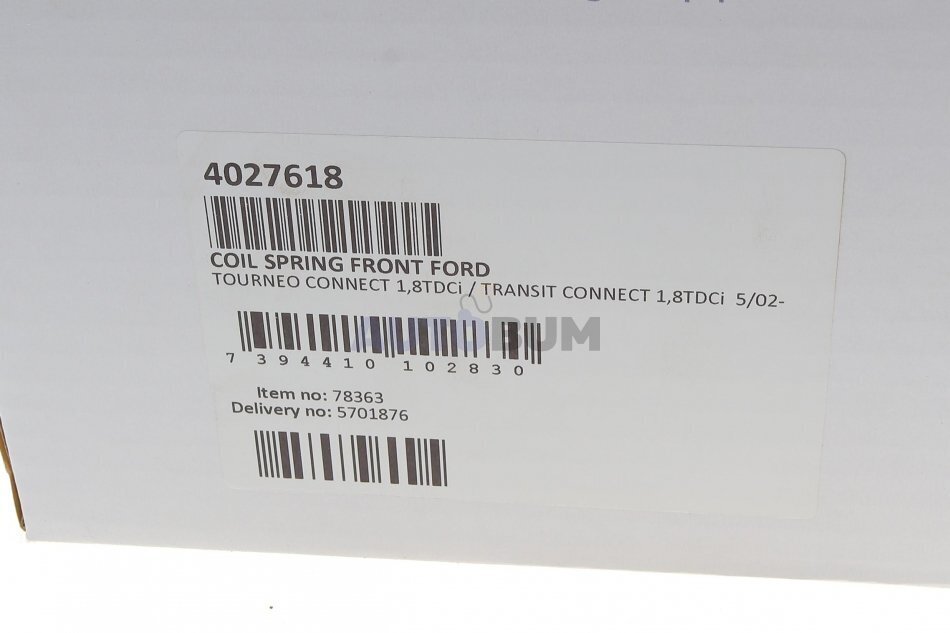 4027618
COIL SPRING FRONT FORD
TOURNEO CONNECT 1,8TDCi / TRANSIT CONNECT 1,8TDCi 5/02-
AUTOBUM
7 394410 102830
Item no: 78363
Delivery no: 5701876